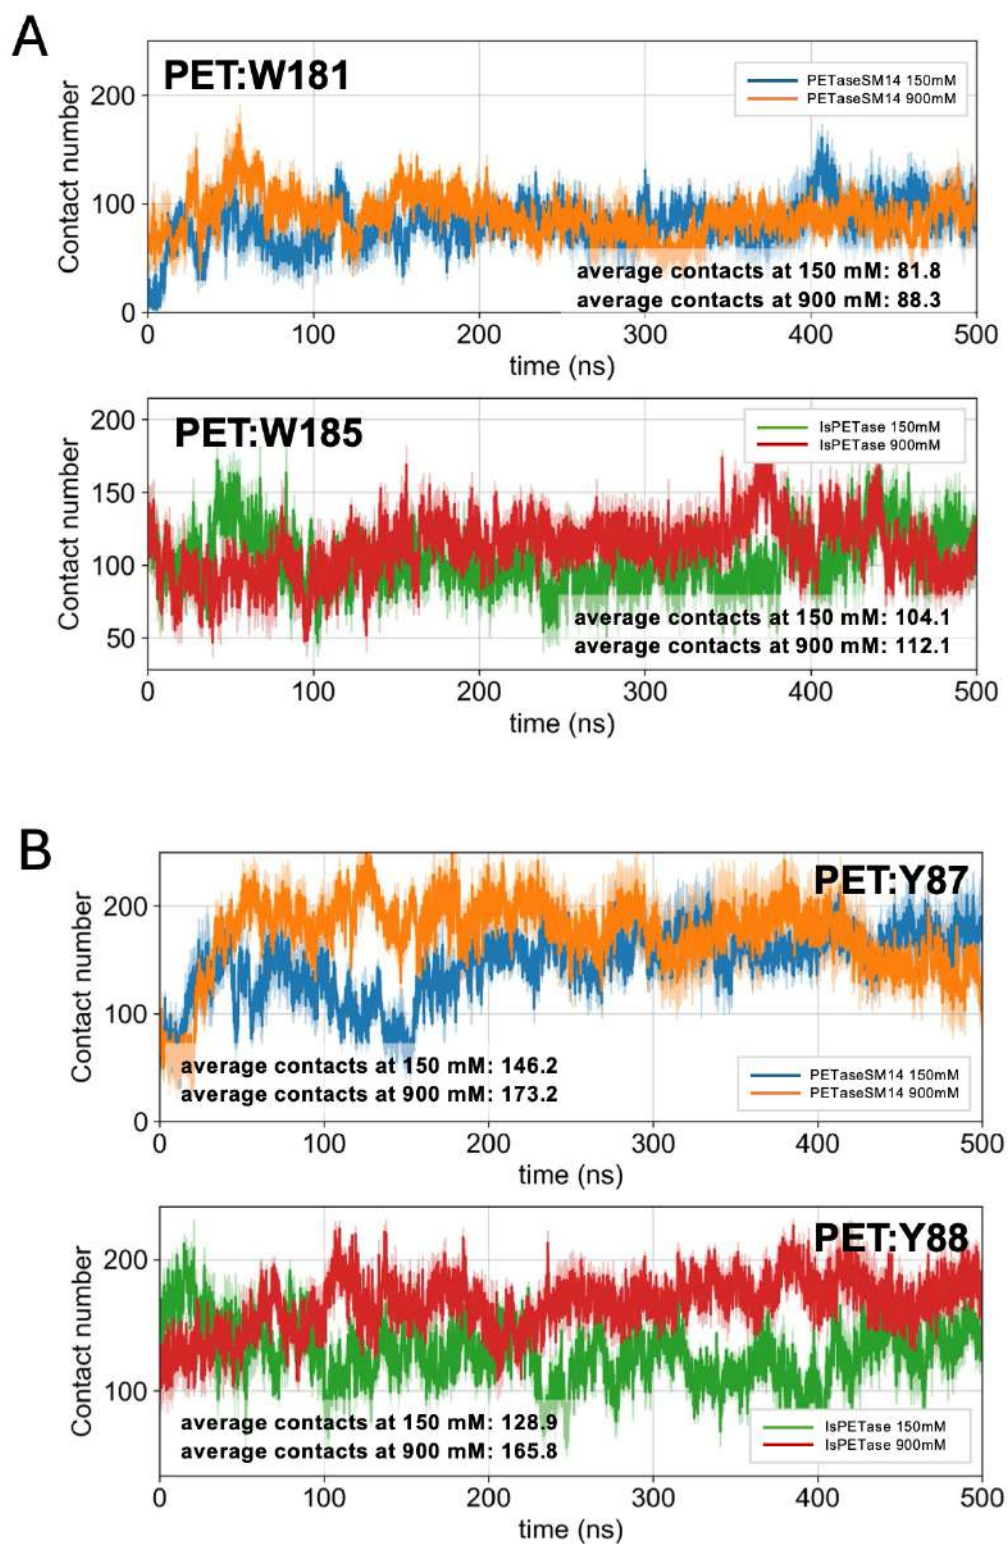 A
PET:W181
PETaseSM14 150mM
PETaseSM14 900mM
Contact number
200
100
0
average contacts at 150 mM: 81.8
average contacts at 900 mM: 88.3
0 100 200 300 400 500
time (ns)
PET:W185
IsPETase 150mM
IsPETase 900mM
Contact number
200
150
100
50
average contacts at 150 mM: 104.1
average contacts at 900 mM: 112.1
0 100 200 300 400 500
time (ns)
B
PET:Y87
Contact number
200
100
0
average contacts at 150 mM: 146.2
average contacts at 900 mM: 173.2
PETaseSM14 150mM
PETaseSM14 900mM
0 100 200 300 400 500
time (ns)
PET:Y88
Contact number
200
100
average contacts at 150 mM: 128.9
average contacts at 900 mM: 165.8
IsPETase 150mM
IsPETase 900mM
0 100 200 300 400 500
time (ns)